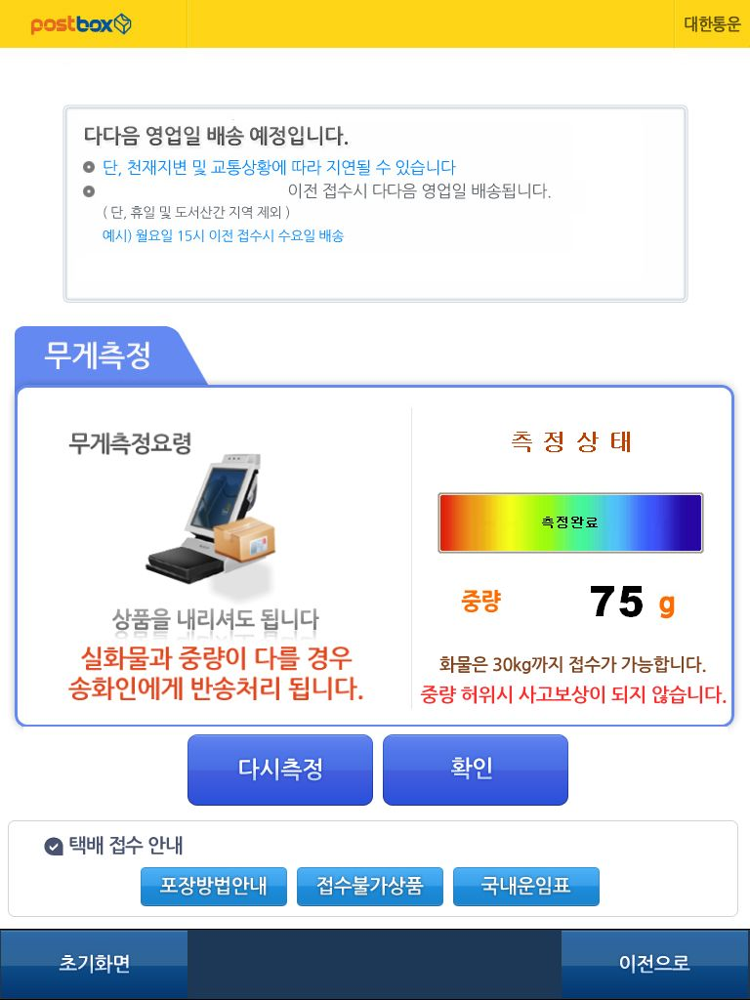 postbox
대한통운
다다음 영업일 배송 예정입니다.
단, 천재지변 및 교통상황에 따라 지연될 수 있습니다
이전 접수시 다다음 영업일 배송됩니다.
( 단, 휴일 및 도서산간 지역 제외 )
예시) 월요일 15시 이전 접수시 수요일 배송
무게측정
무게측정요령
상품을 내리셔도 됩니다
실화물과 중량이 다를 경우
송화인에게 반송처리 됩니다.
측 정 상 태
측정완료
중량 75 g
화물은 30kg까지 접수가 가능합니다.
중량 허위시 사고보상이 되지 않습니다.
다시측정
확인
택배 접수 안내
포장방법안내
접수불가상품
국내운임표
초기화면
이전으로